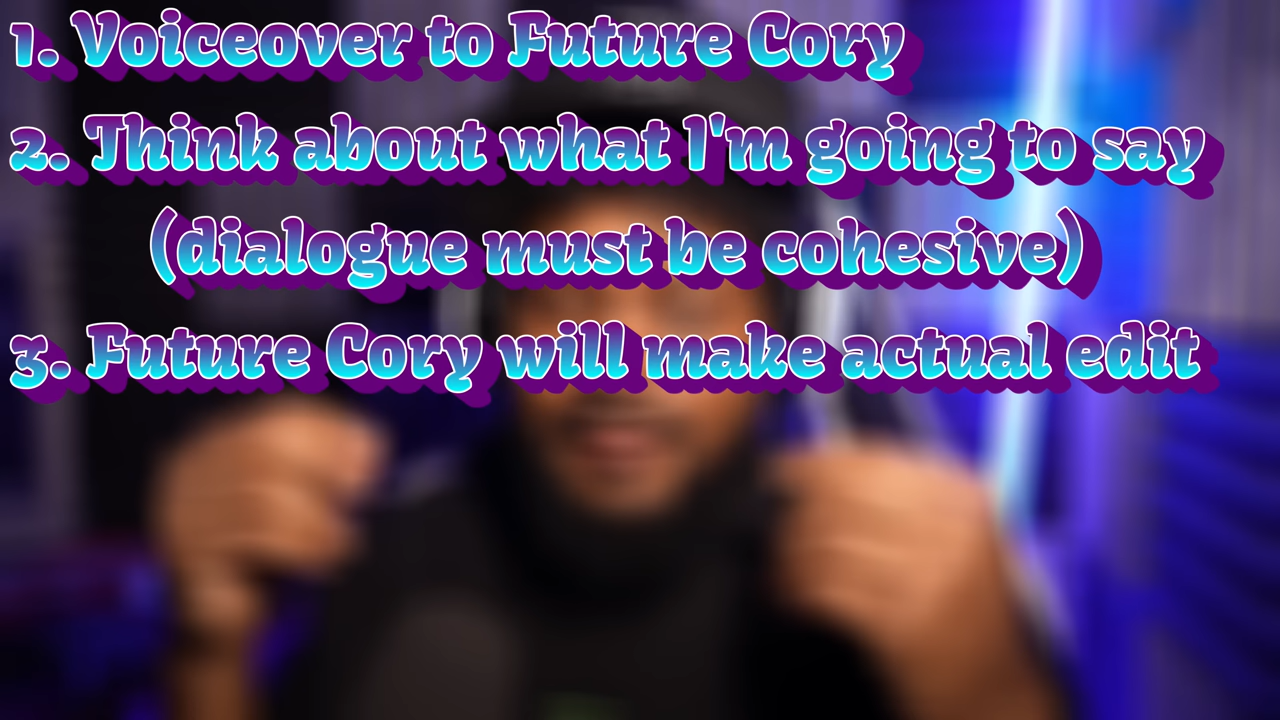 1. Voiceover to Future Cory
2. Think about what I'm going to say
(dialogue must be cohesive)
3. Future Cory will make actual edit